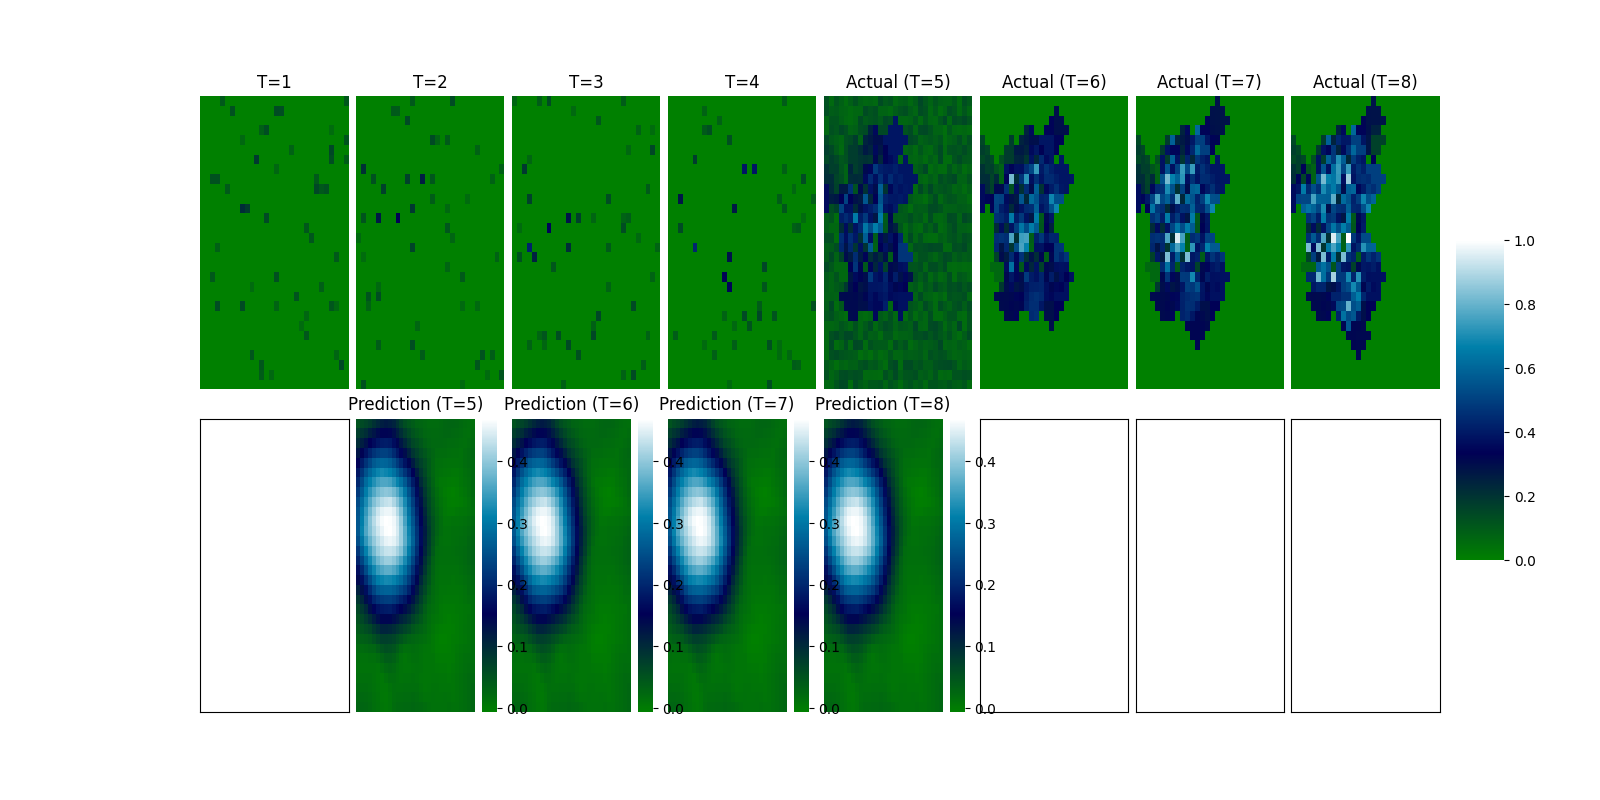 T=1
T=2
T=3
T=4
Actual (T=5)
Actual (T=6)
Actual (T=7)
Actual (T=8)
1.0
0.8
0.6
0.4
0.2
0.0
Prediction (T=5)
Prediction (T=6)
Prediction (T=7)
Prediction (T=8)
0.4
0.3
0.2
0.1
0.0
0.4
0.3
0.2
0.1
0.0
0.4
0.3
0.2
0.1
0.0
0.4
0.3
0.2
0.1
0.0